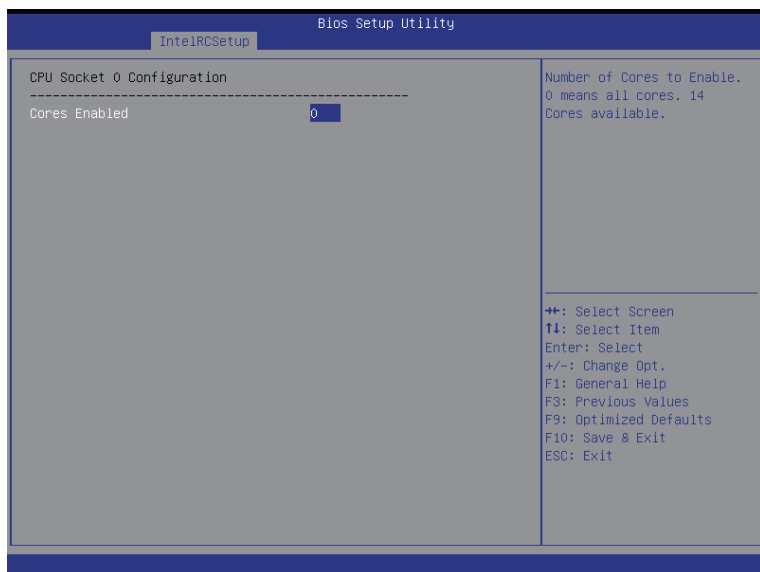 Bios Setup Utility
IntelRCSetup
CPU Socket 0 Configuration
-------------------------------------------------
Cores Enabled 0
Number of Cores to Enable.
0 means all cores. 14
Cores available.
→←: Select Screen
↑↓: Select Item
Enter: Select
+/-: Change Opt.
F1: General Help
F3: Previous Values
F9: Optimized Defaults
F10: Save & Exit
ESC: Exit